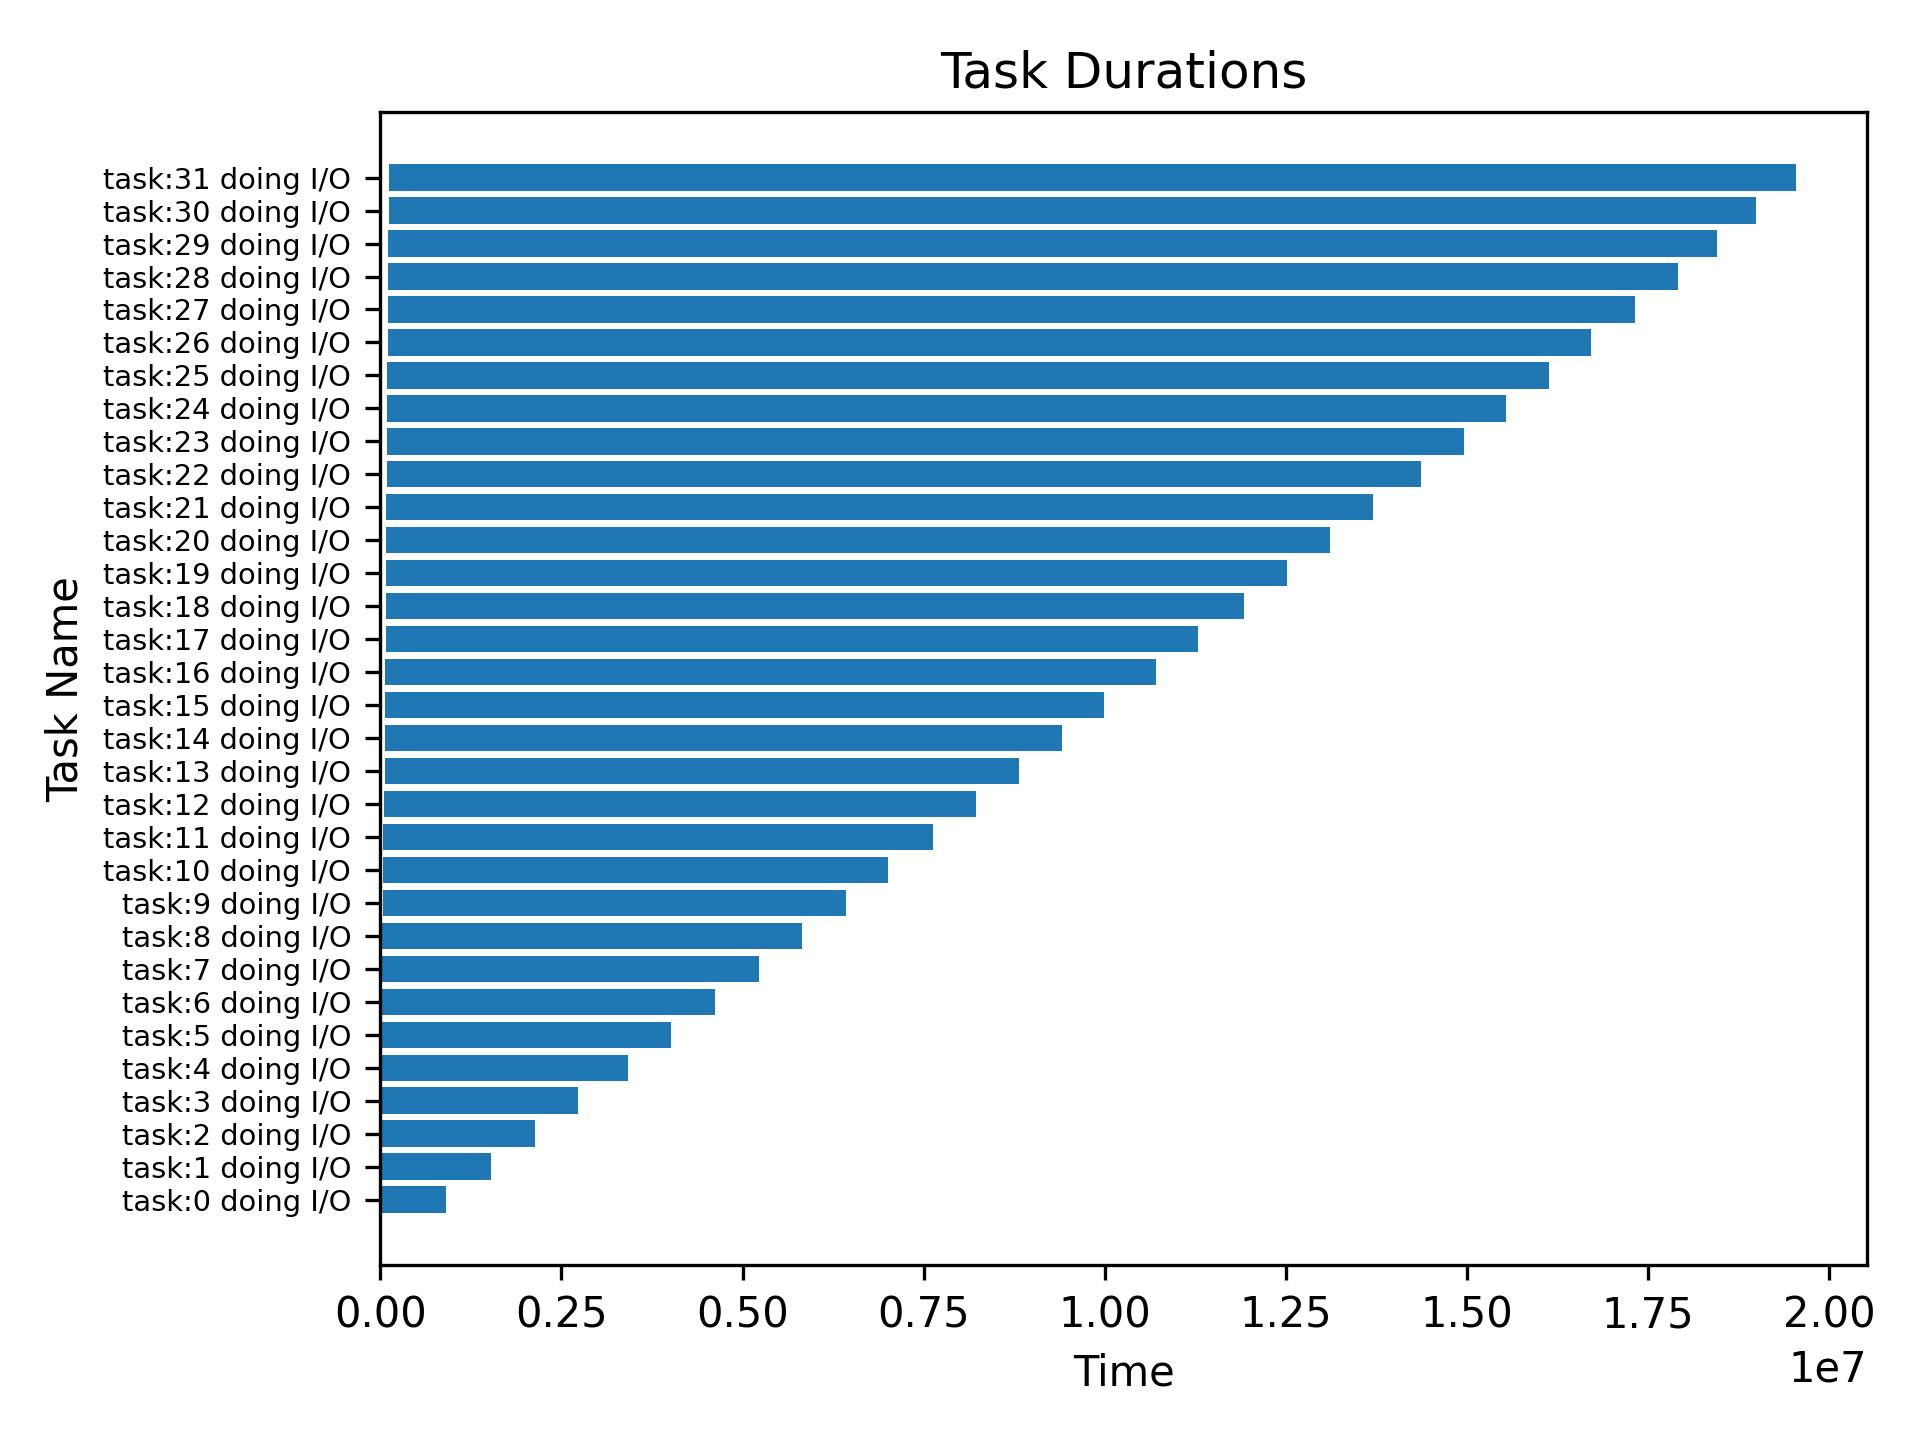 Task Durations
task:31 doing I/O
task:30 doing I/O
task:29 doing I/O
task:28 doing I/O
task:27 doing I/O
task:26 doing I/O
task:25 doing I/O
task:24 doing I/O
task:23 doing I/O
task:22 doing I/O
task:21 doing I/O
task:20 doing I/O
task:19 doing I/O
task:18 doing I/O
task:17 doing I/O
task:16 doing I/O
task:15 doing I/O
task:14 doing I/O
task:13 doing I/O
task:12 doing I/O
task:11 doing I/O
task:10 doing I/O
task:9 doing I/O
task:8 doing I/O
task:7 doing I/O
task:6 doing I/O
task:5 doing I/O
task:4 doing I/O
task:3 doing I/O
task:2 doing I/O
task:1 doing I/O
task:0 doing I/O
Task Name
0.00 0.25 0.50 0.75 1.00 1.25 1.50 1.75 2.00
1e7
Time